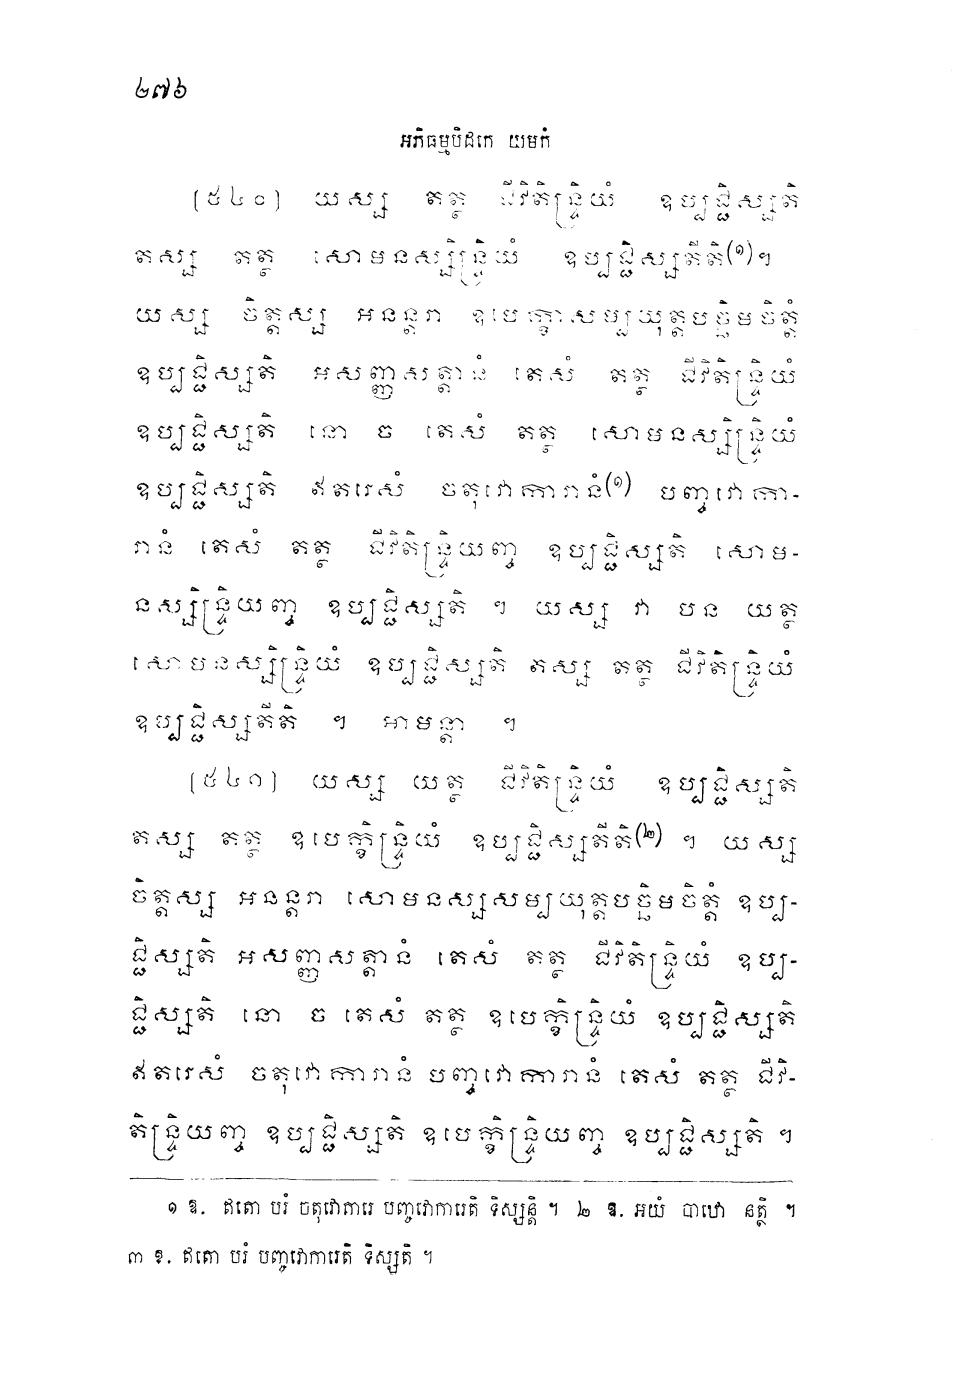 ២៧៦
អភិធម្មបិដកេ យមកំ
[៥៤០] យស្ស តត្ថ ជីវិតិន្ទ្រិយំ ឧប្បជ្ជិស្សតិ
តស្ស តត្ថ សោមនស្សិន្ទ្រិយំ ឧប្បជ្ជិស្សតីតិ(១)។
យស្ស ចិត្តស្ស អនន្តរា ឧបេក្ខាសម្បយុត្តបច្ឆិមចិត្តំ
ឧប្បជ្ជិស្សតិ អសញ្ញសត្តានំ តេសំ តត្ថ ជីវិតិន្ទ្រិយំ
ឧប្បជ្ជិស្សតិ នោ ច តេសំ តត្ថ សោមនស្សិន្ទ្រិយំ
ឧប្បជ្ជិស្សតិ ឥតរេសំ ចតុវោការានំ(១) បញ្ចវោកា-
រានំ តេសំ តត្ថ ជីវិតិន្ទ្រិយញ្ច ឧប្បជ្ជិស្សតិ សោម-
នស្សិន្ទ្រិយញ្ច ឧប្បជ្ជិស្សតិ ។ យស្ស វា បន យត្ថ
សោមនស្សិន្ទ្រិយំ ឧប្បជ្ជិស្សតិ តស្ស តត្ថ ជីវិតិន្ទ្រិយំ
ឧប្បជ្ជិស្សតីតិ ។ អាមន្តា ។
[៥៤១] យស្ស យត្ថ ជីវិតិន្ទ្រិយំ ឧប្បជ្ជិស្សតិ
តស្ស តត្ថ ឧបេក្ខិន្ទ្រិយំ ឧប្បជ្ជិស្សតីតិ(២) ។ យស្ស
ចិត្តស្ស អនន្តរា សោមនស្សសម្បយុត្តបច្ឆិមចិត្តំ ឧប្ប-
ជ្ជិស្សតិ អសញ្ញសត្តានំ តេសំ តត្ថ ជីវិតិន្ទ្រិយំ ឧប្ប-
ជ្ជិស្សតិ នោ ច តេសំ តត្ថ ឧបេក្ខិន្ទ្រិយំ ឧប្បជ្ជិស្សតិ
ឥតរេសំ ចតុវោការានំ បញ្ចវោការានំ តេសំ តត្ថ ជីវិ-
តិន្ទ្រិយញ្ច ឧប្បជ្ជិស្សតិ ឧបេក្ខិន្ទ្រិយញ្ច ឧប្បជ្ជិស្សតិ ។
១ ឱ. ឥតោ បរំ ចតុវោការេ បញ្ចវោការេតិ ទិស្សន្តិ ។ ២ ឱ. អយំ បាឋោ នត្ថិ ។
៣ ឱ. ឥតោ បរំ បញ្ចវោការេតិ ទិស្សតិ ។